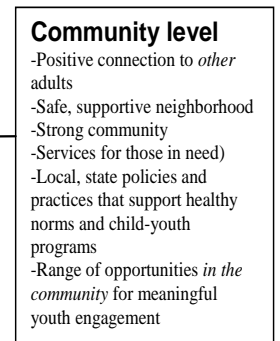 Community level
-Positive connection to other
adults
-Safe, supportive neighborhood
-Strong community
-Services for those in need)
-Local, state policies and
practices that support healthy
norms and child-youth
programs
-Range of opportunities in the
community for meaningful
youth engagement